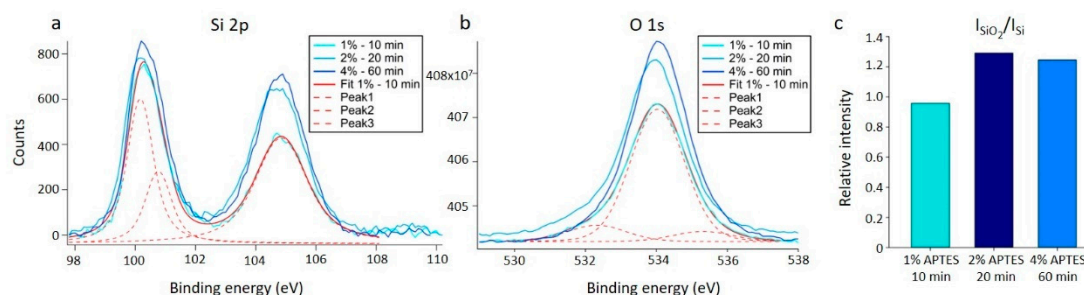 a
Si 2p
1% - 10 min
2% - 20 min
4% - 60 min
Fit 1% - 10 min
Peak1
Peak2
Peak3
800
600
400
200
0
Counts
98 100 102 104 106 108 110
Binding energy (eV)
b
O 1s
1% - 10 min
2% - 20 min
4% - 60 min
Fit 1% - 10 min
Peak1
Peak2
Peak3
408x10⁷
407
406
405
530 532 534 536 538
Binding energy (eV)
c
I_SiO₂/I_Si
1.4
1.2
1.0
0.8
0.6
0.4
0.2
0
Relative intensity
1% APTES 2% APTES 4% APTES
10 min 20 min 60 min